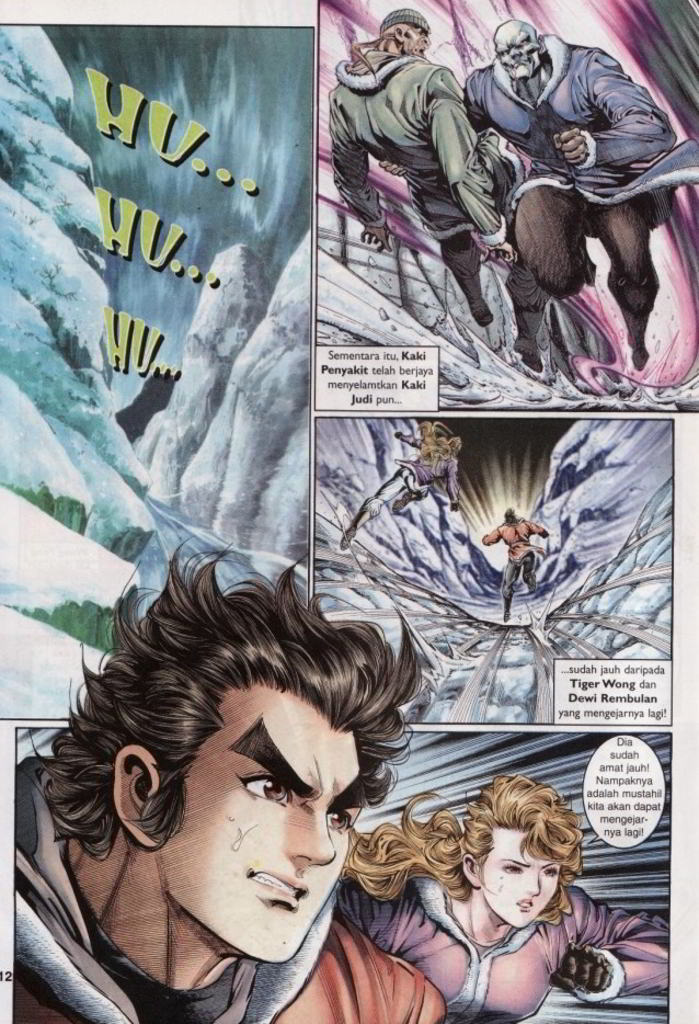 HU...
HU...
HU...
Sementara itu, Kaki
Penyakit telah berjaya
menyelamtkan Kaki
Judi pun...
...sudah jauh daripada
Tiger Wong dan
Dewi Rembulan
yang mengejarnya lagi!
Dia
sudah
amat jauh!
Nampaknya
adalah mustahil
kita akan dapat
mengejar-
nya lagi!
12